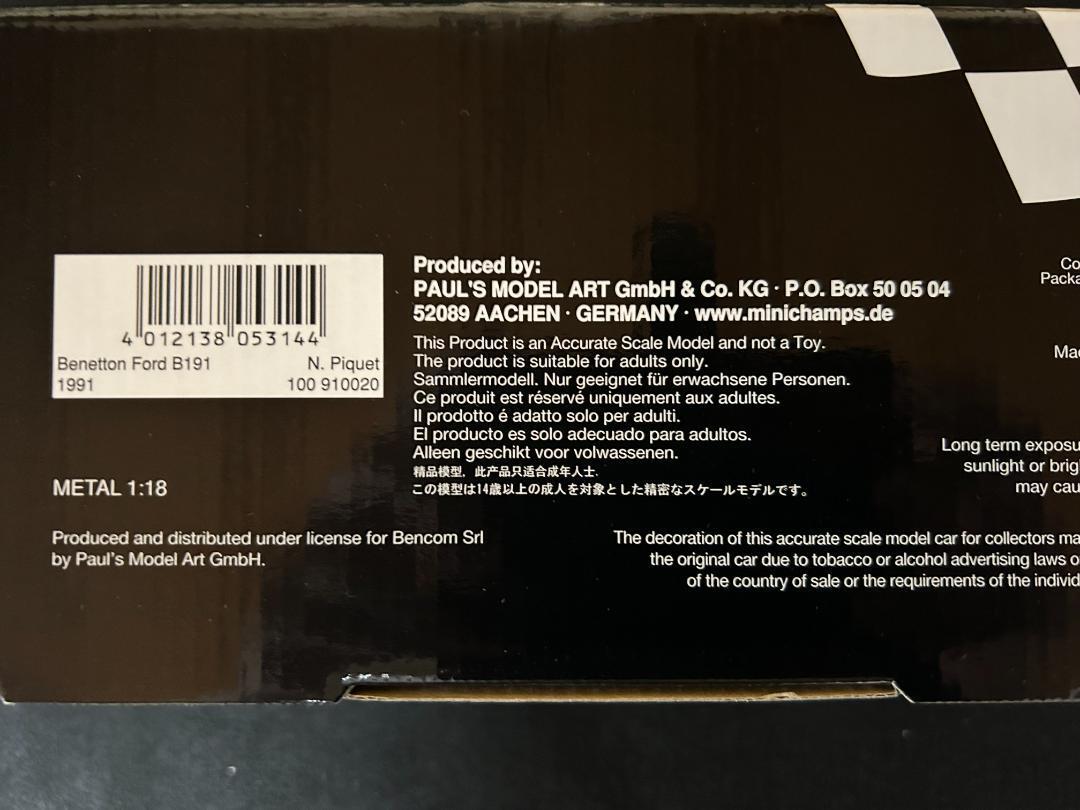 4 012138 053144
Benetton Ford B191 N. Piquet
1991 100 910020
METAL 1:18
Produced and distributed under license for Bencom Srl
by Paul's Model Art GmbH.
Produced by:
PAUL'S MODEL ART GmbH & Co. KG · P.O. Box 50 05 04
52089 AACHEN · GERMANY · www.minichamps.de
This Product is an Accurate Scale Model and not a Toy.
The product is suitable for adults only.
Sammlermodell. Nur geeignet für erwachsene Personen.
Ce produit est réservé uniquement aux adultes.
Il prodotto é adatto solo per adulti.
El producto es solo adecuado para adultos.
Alleen geschikt voor volwassenen.
精品模型，此产品只适合成年人士.
この模型は14歳以上の成人を対象とした精密なスケールモデルです。
Co
Packa
Mad
Long term exposu
sunlight or brigh
may cau
The decoration of this accurate scale model car for collectors ma
the original car due to tobacco or alcohol advertising laws o
of the country of sale or the requirements of the individ